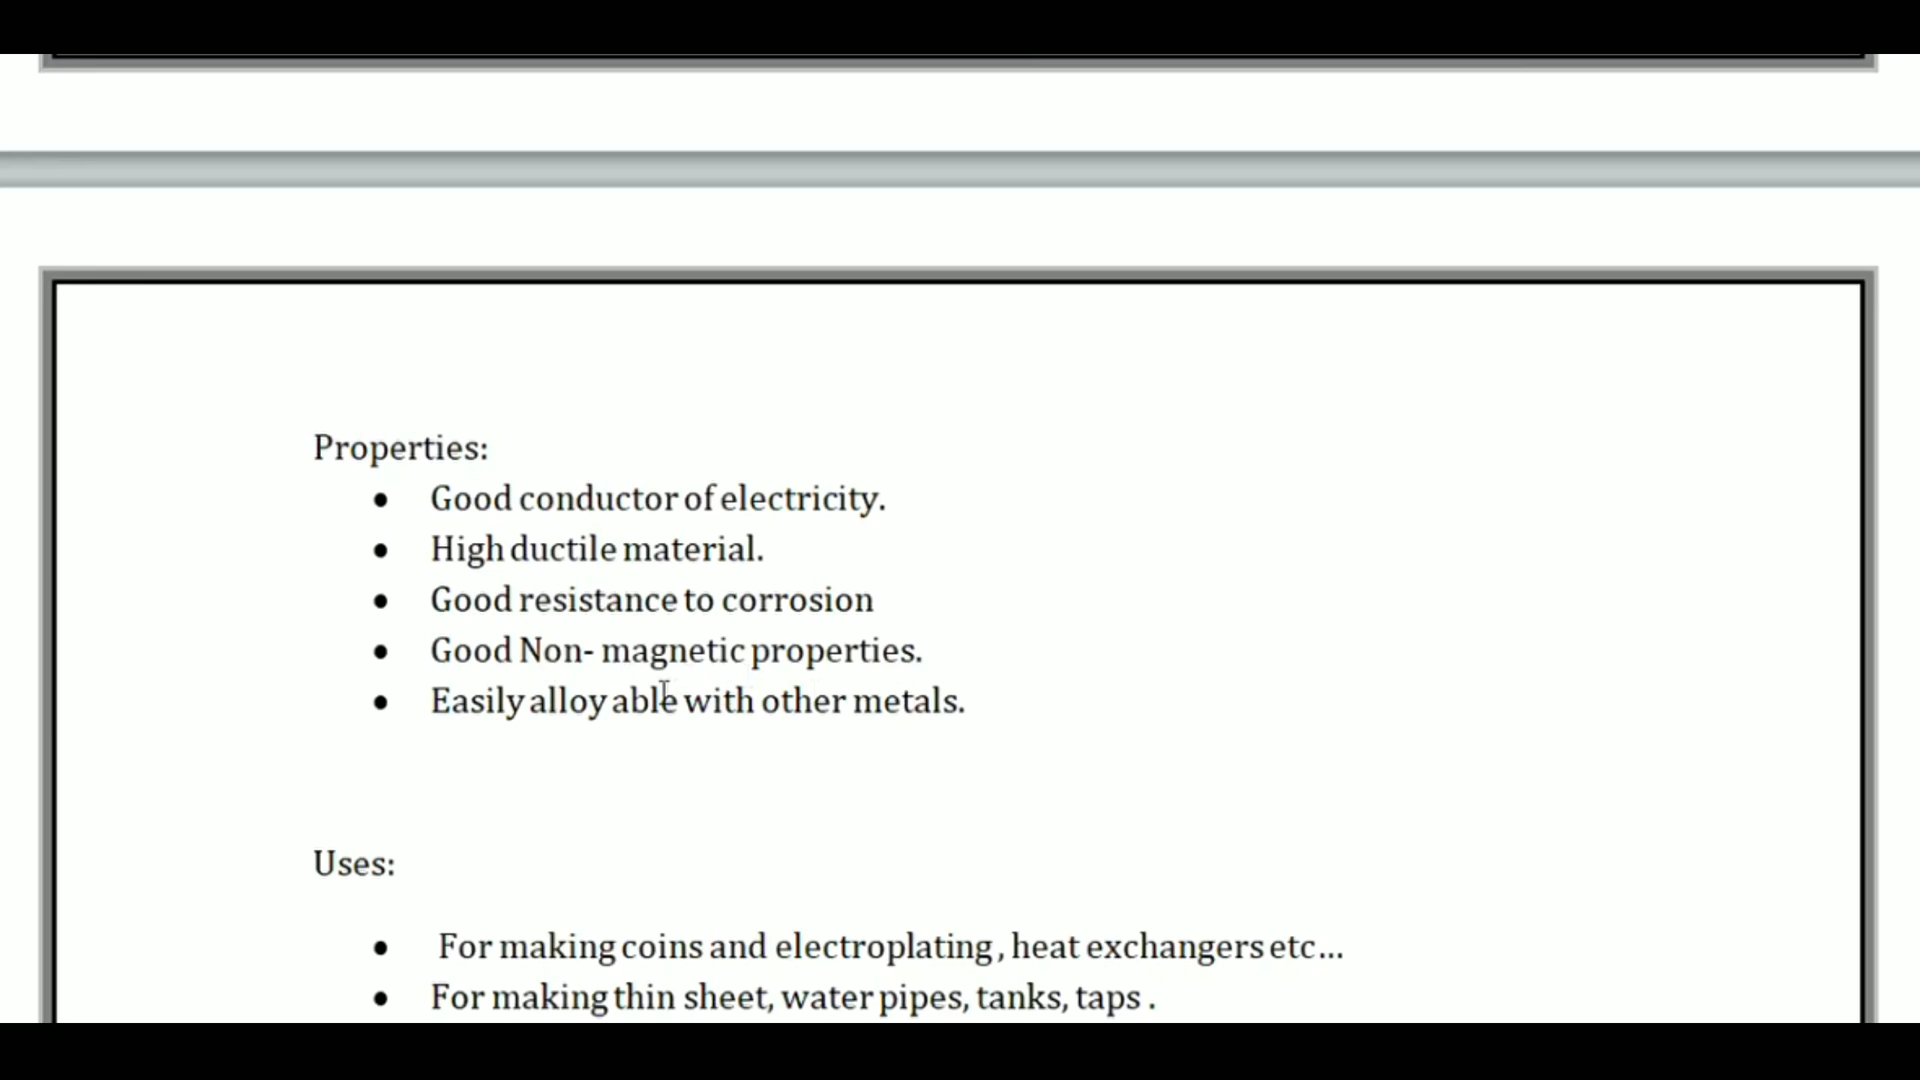 Properties:
• Good conductor of electricity.
• High ductile material.
• Good resistance to corrosion
• Good Non- magnetic properties.
• Easily alloy able with other metals.
Uses:
• For making coins and electroplating, heat exchangers etc...
• For making thin sheet, water pipes, tanks, taps .